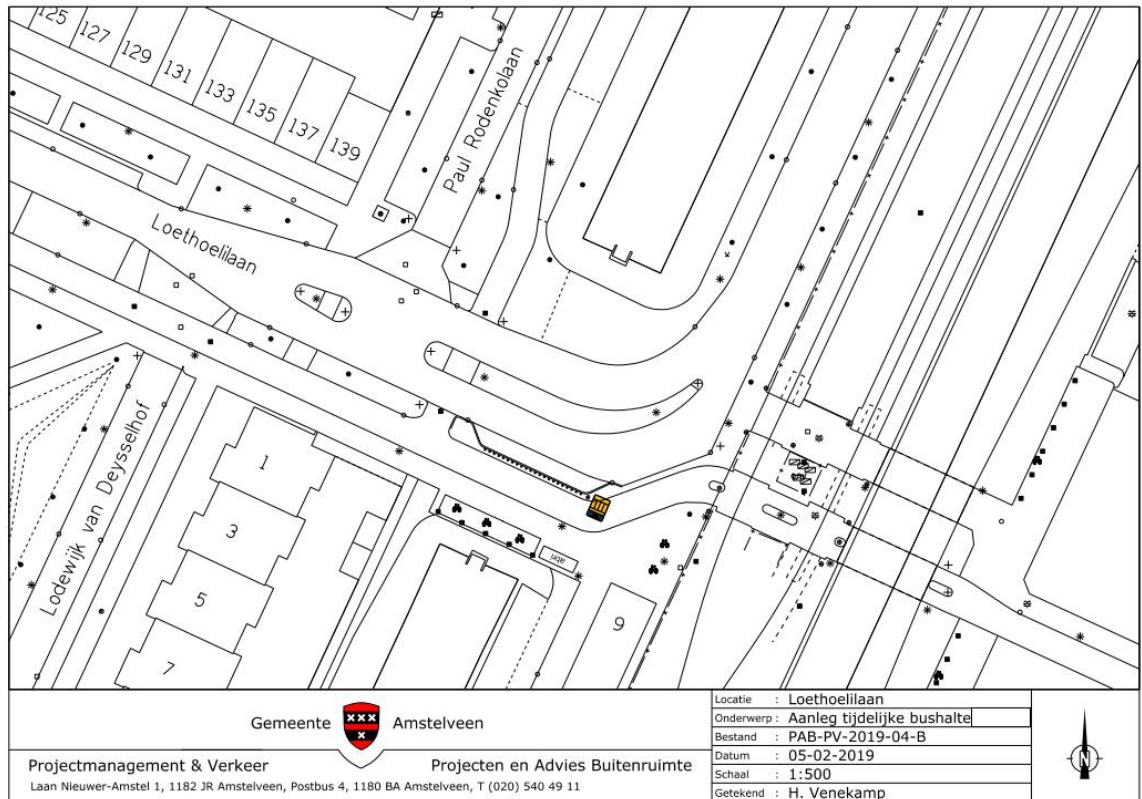 125
127
129
131
133
135
137
139
Paul Rodenkolaan
Loethoelilaan
Lodewijk van Deysselhof
1
3
5
7
abri
9
Gemeente Amstelveen
Projectmanagement & Verkeer
Projecten en Advies Buitenruimte
Laan Nieuwer-Amstel 1, 1182 JR Amstelveen, Postbus 4, 1180 BA Amstelveen, T (020) 540 49 11
Locatie : Loethoelilaan
Onderwerp : Aanleg tijdelijke bushalte
Bestand : PAB-PV-2019-04-B
Datum : 05-02-2019
Schaal : 1:500
Getekend : H. Venekamp
N